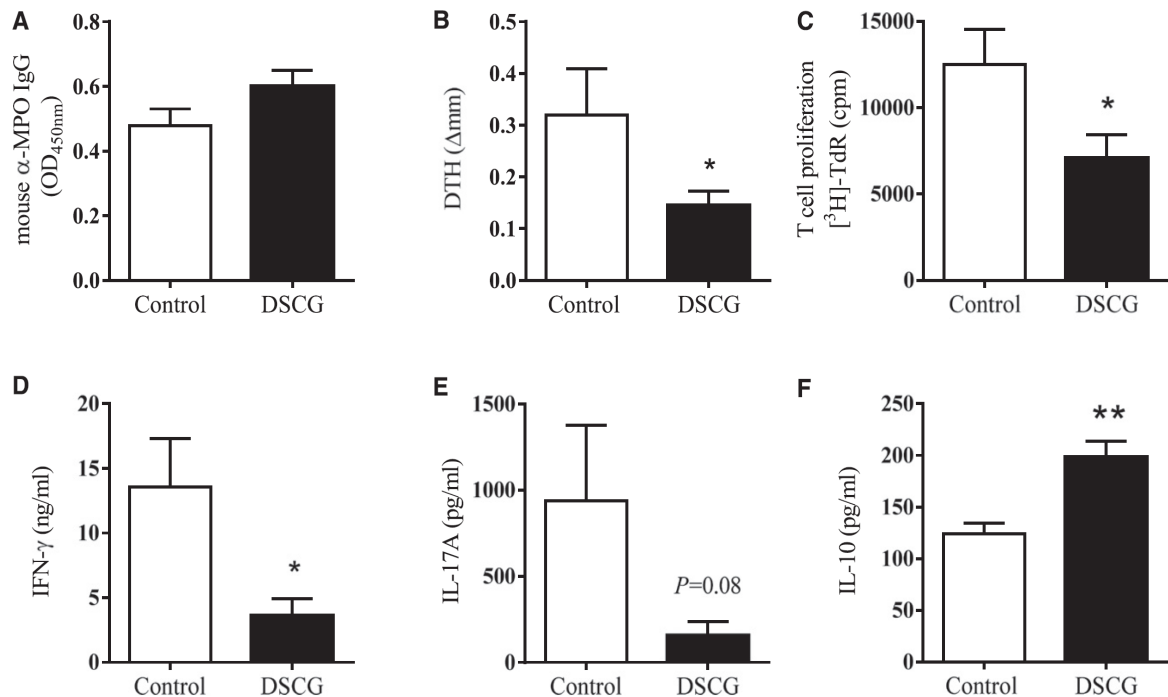 A
mouse α-MPO IgG
(OD450nm)
0.8
0.6
0.4
0.2
0.0
Control
DSCG
B
DTH (Δmm)
0.5
0.4
0.3
0.2
0.1
0.0
*
Control
DSCG
C
T cell proliferation
[³H]-TdR (cpm)
15000
10000
5000
0
*
Control
DSCG
D
IFN-γ (ng/ml)
20
15
10
5
0
*
Control
DSCG
E
IL-17A (pg/ml)
1500
1000
500
0
P=0.08
Control
DSCG
F
IL-10 (pg/ml)
250
200
150
100
50
0
**
Control
DSCG